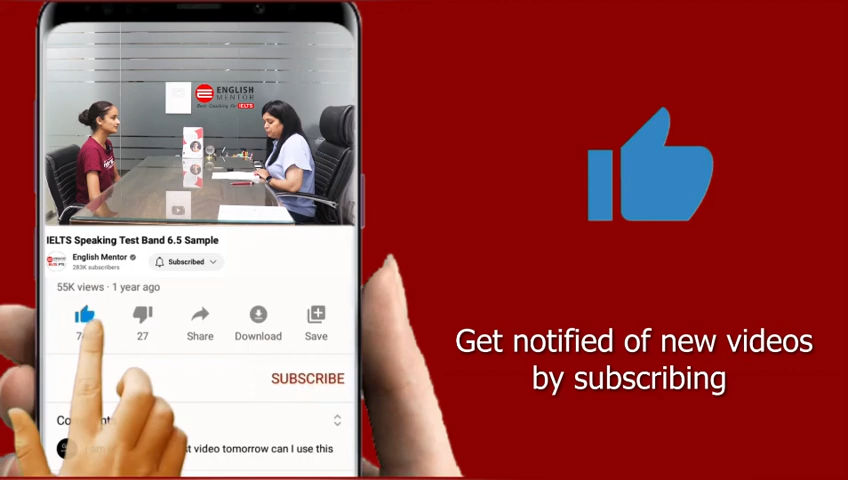 ENGLISH
MENTOR
IELTS Speaking Test Band 6.5 Sample
English Mentor
283K subscribers
Subscribed
55K views · 1 year ago
27
Share
Download
Save
SUBSCRIBE
video tomorrow can I use this
Get notified of new videos
by subscribing